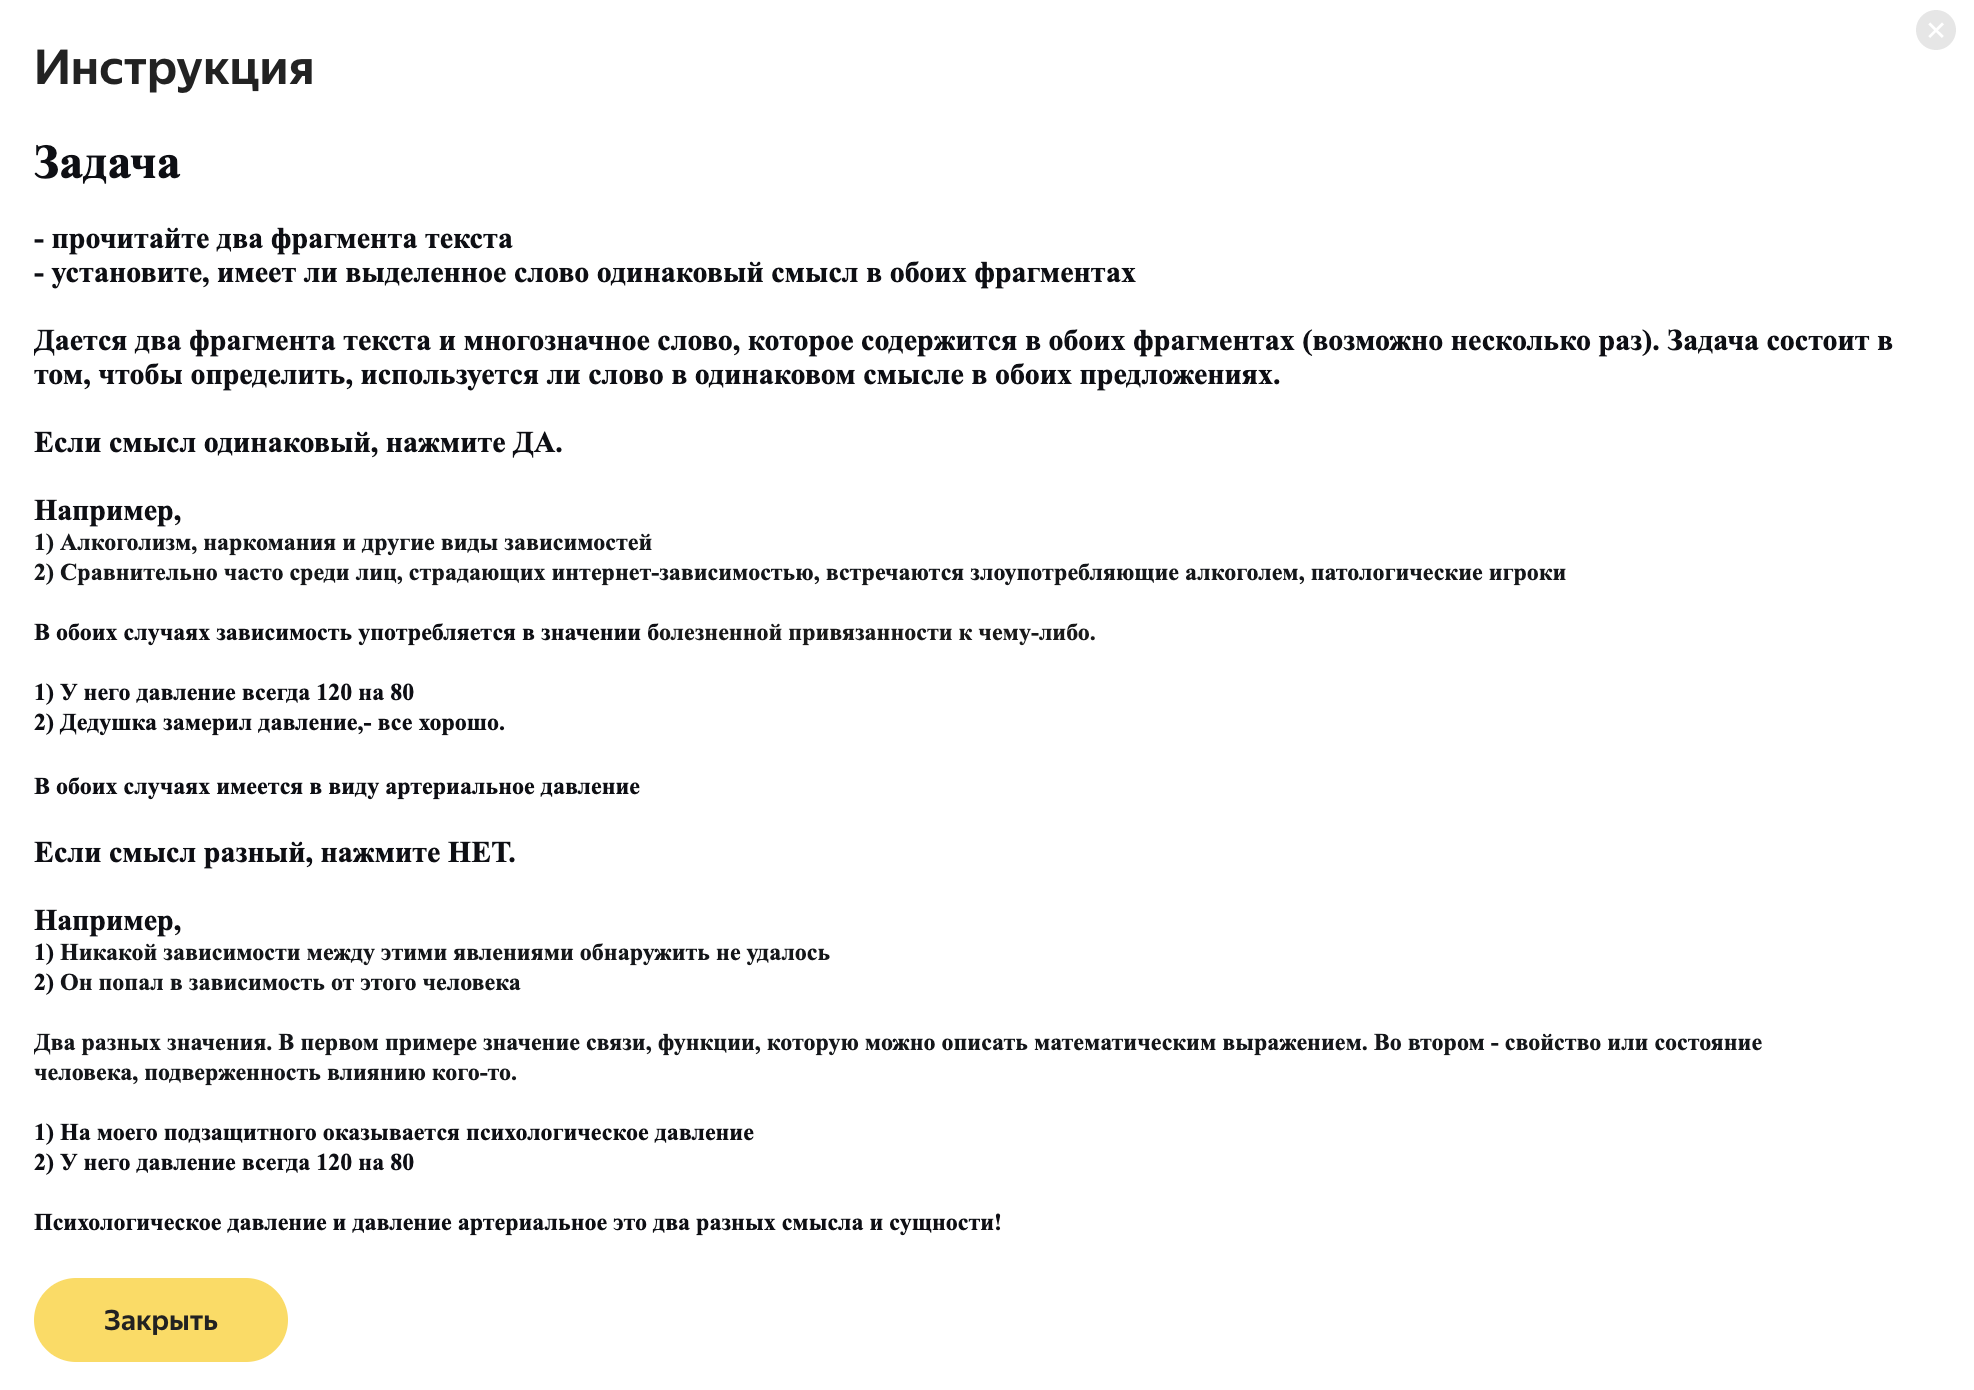 Инструкция
Задача
- прочитайте два фрагмента текста
- установите, имеет ли выделенное слово одинаковый смысл в обоих фрагментах
Дается два фрагмента текста и многозначное слово, которое содержится в обоих фрагментах (возможно несколько раз). Задача состоит в
том, чтобы определить, используется ли слово в одинаковом смысле в обоих предложениях.
Если смысл одинаковый, нажмите ДА.
Например,
1) Алкоголизм, наркомания и другие виды зависимостей
2) Сравнительно часто среди лиц, страдающих интернет-зависимостью, встречаются злоупотребляющие алкоголем, патологические игроки
В обоих случаях зависимость употребляется в значении болезненной привязанности к чему-либо.
1) У него давление всегда 120 на 80
2) Дедушка замерил давление,- все хорошо.
В обоих случаях имеется в виду артериальное давление
Если смысл разный, нажмите НЕТ.
Например,
1) Никакой зависимости между этими явлениями обнаружить не удалось
2) Он попал в зависимость от этого человека
Два разных значения. В первом примере значение связи, функции, которую можно описать математическим выражением. Во втором - свойство или состояние
человека, подверженность влиянию кого-то.
1) На моего подзащитного оказывается психологическое давление
2) У него давление всегда 120 на 80
Психологическое давление и давление артериальное это два разных смысла и сущности!
Закрыть